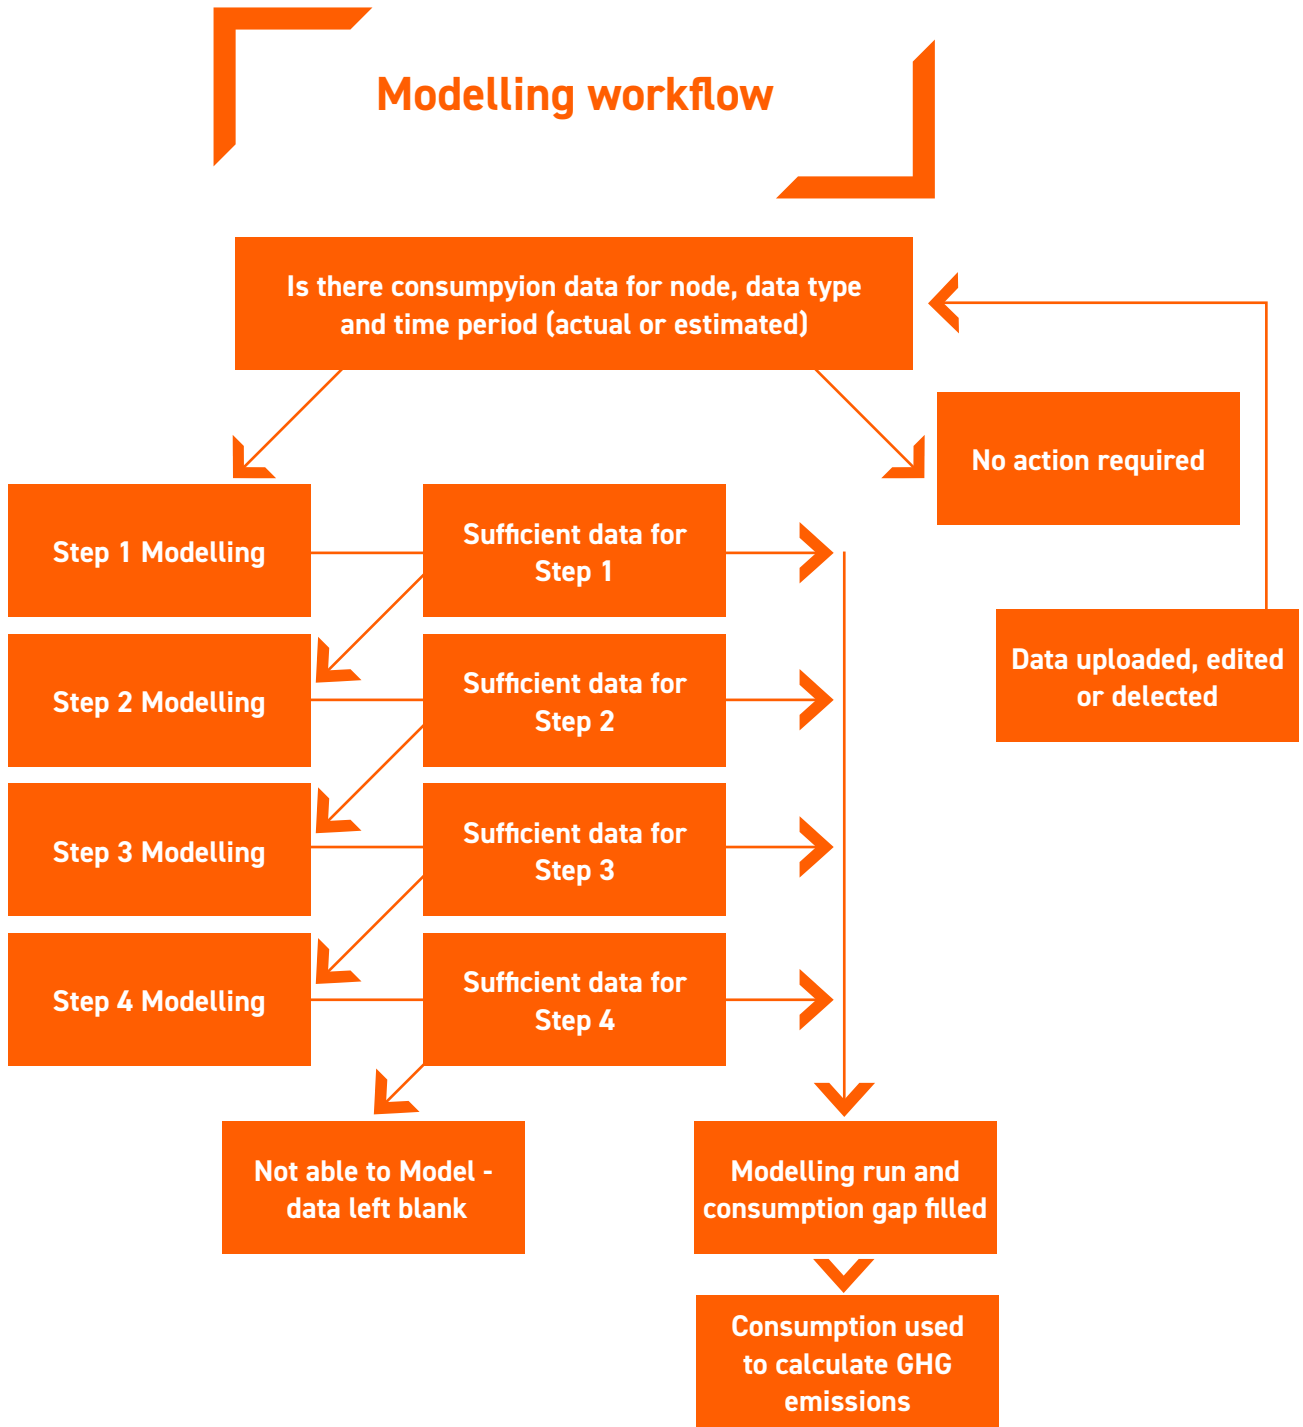 Modelling workflow
Is there consumpyion data for node, data type
and time period (actual or estimated)
No action required
Step 1 Modelling
Sufficient data for
Step 1
Data uploaded, edited
or delected
Step 2 Modelling
Sufficient data for
Step 2
Step 3 Modelling
Sufficient data for
Step 3
Step 4 Modelling
Sufficient data for
Step 4
Not able to Model -
data left blank
Modelling run and
consumption gap filled
Consumption used
to calculate GHG
emissions